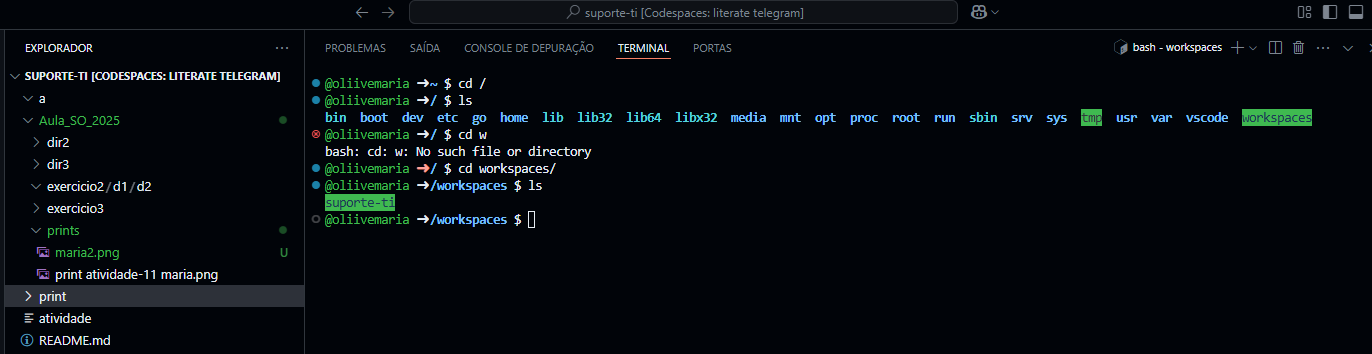 suporte-ti [Codespaces: literate telegram]
EXPLORADOR
SUPORTE-TI [CODESPACES: LITERATE TELEGRAM]
a
Aula_SO_2025
dir2
dir3
exercicio2/d1/d2
exercicio3
prints
maria2.png U
print atividade-11 maria.png
print
atividade
README.md
PROBLEMAS SAÍDA CONSOLE DE DEPURAÇÃO TERMINAL PORTAS
bash - workspaces
@oliivemaria ➜~ $ cd /
@oliivemaria ➜/ $ ls
bin boot dev etc go home lib lib32 lib64 libx32 media mnt opt proc root run sbin srv sys tmp usr var vscode workspaces
@oliivemaria ➜/ $ cd w
bash: cd: w: No such file or directory
@oliivemaria ➜/ $ cd workspaces/
@oliivemaria ➜/workspaces $ ls
suporte-ti
@oliivemaria ➜/workspaces $